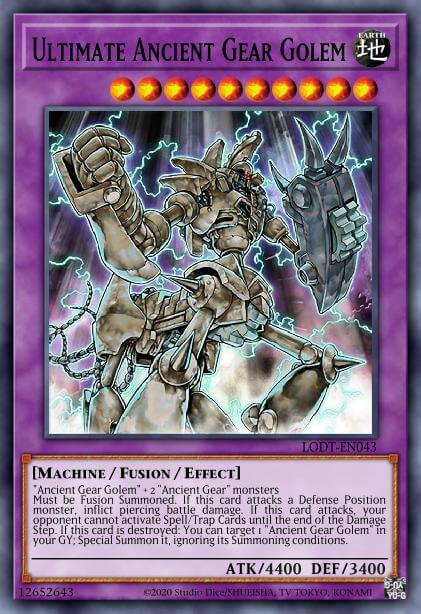 Ultimate Ancient Gear Golem
EARTH
地
LODT-EN043
[Machine / Fusion / Effect]
"Ancient Gear Golem" + 2 "Ancient Gear" monsters
Must be Fusion Summoned. If this card attacks a Defense Position
monster, inflict piercing battle damage. If this card attacks, your
opponent cannot activate Spell/Trap Cards until the end of the Damage
Step. If this card is destroyed: You can target 1 "Ancient Gear Golem" in
your GY; Special Summon it, ignoring its Summoning conditions.
ATK/4400 DEF/3400
12652643
©2020 Studio Dice/SHUEISHA, TV TOKYO, KONAMI